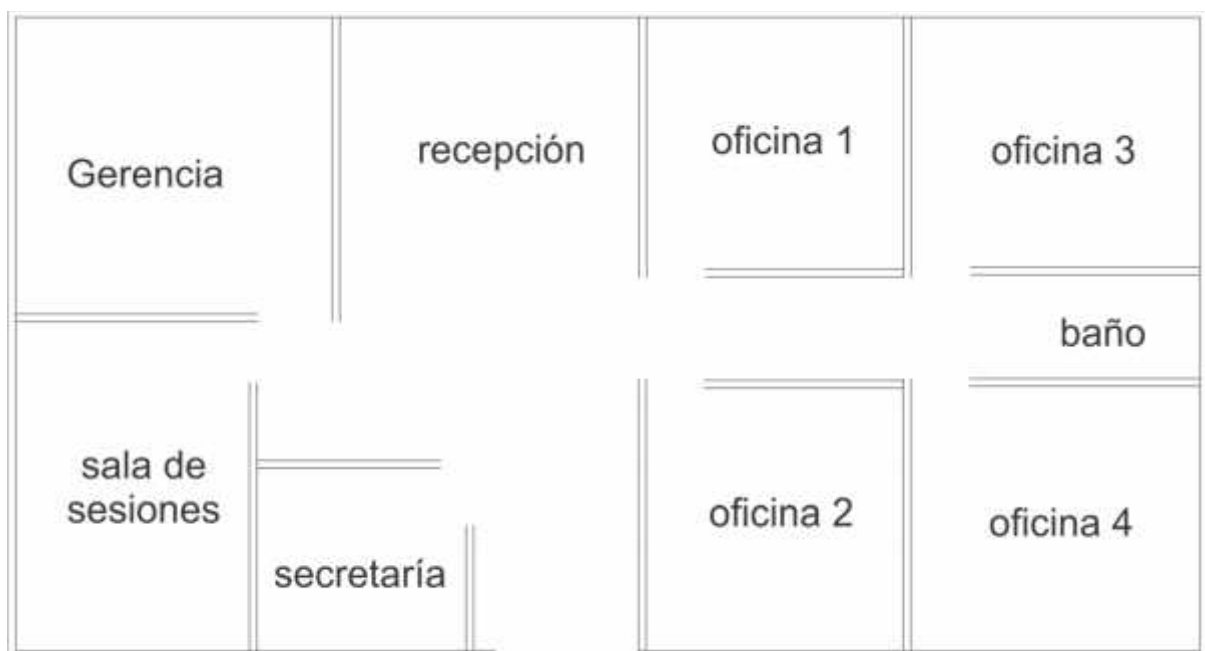 Gerencia
recepción
oficina 1
oficina 3
baño
sala de
sesiones
secretaría
oficina 2
oficina 4